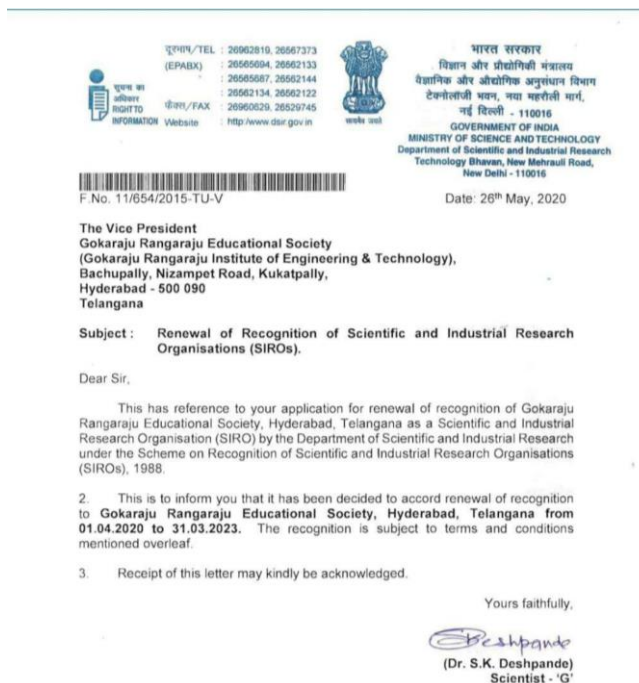 दूरभाष/TEL : 26962819, 26567373
(EPABX) : 26565694, 26562133
: 26565687, 26562144
: 26562134, 26562122
फैक्स/FAX : 26960629, 26529745
Website : http:/www.dsir.gov.in
सूचना का
अधिकार
RIGHT TO
INFORMATION
सत्यमेव जयते
भारत सरकार
विज्ञान और प्रौद्योगिकी मंत्रालय
वैज्ञानिक और औद्योगिक अनुसंधान विभाग
टेक्नोलॉजी भवन, नया महरौली मार्ग,
नई दिल्ली - 110016
GOVERNMENT OF INDIA
MINISTRY OF SCIENCE AND TECHNOLOGY
Department of Scientific and Industrial Research
Technology Bhavan, New Mehrauli Road,
New Delhi - 110016
F.No. 11/654/2015-TU-V
Date: 26th May, 2020
The Vice President
Gokaraju Rangaraju Educational Society
(Gokaraju Rangaraju Institute of Engineering & Technology),
Bachupally, Nizampet Road, Kukatpally,
Hyderabad - 500 090
Telangana
Subject : Renewal of Recognition of Scientific and Industrial Research
Organisations (SIROs).
Dear Sir,
This has reference to your application for renewal of recognition of Gokaraju
Rangaraju Educational Society, Hyderabad, Telangana as a Scientific and Industrial
Research Organisation (SIRO) by the Department of Scientific and Industrial Research
under the Scheme on Recognition of Scientific and Industrial Research Organisations
(SIROs), 1988.
2. This is to inform you that it has been decided to accord renewal of recognition
to Gokaraju Rangaraju Educational Society, Hyderabad, Telangana from
01.04.2020 to 31.03.2023. The recognition is subject to terms and conditions
mentioned overleaf.
3. Receipt of this letter may kindly be acknowledged.
Yours faithfully,
SDeshpande
(Dr. S.K. Deshpande)
Scientist - 'G'